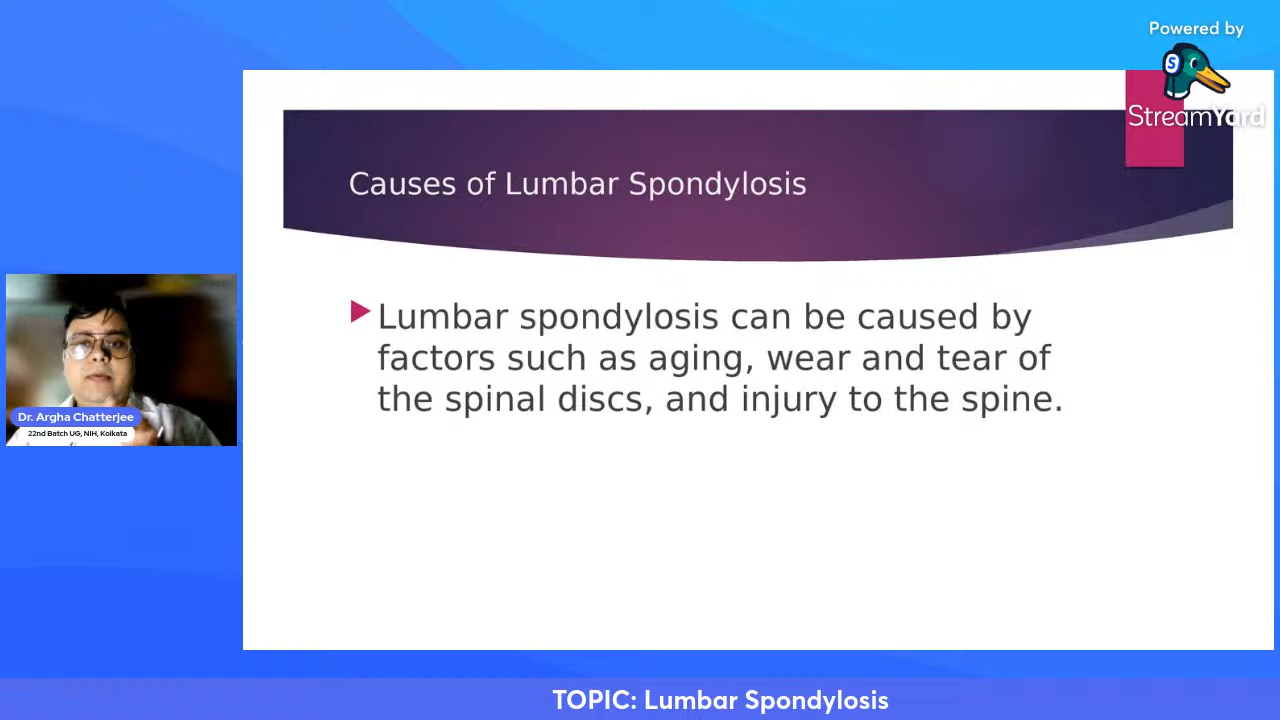 Powered by
S
StreamYard
Causes of Lumbar Spondylosis
Lumbar spondylosis can be caused by
factors such as aging, wear and tear of
the spinal discs, and injury to the spine.
Dr. Argha Chatterjee
22nd Batch UG, NIH, Kolkata
TOPIC: Lumbar Spondylosis